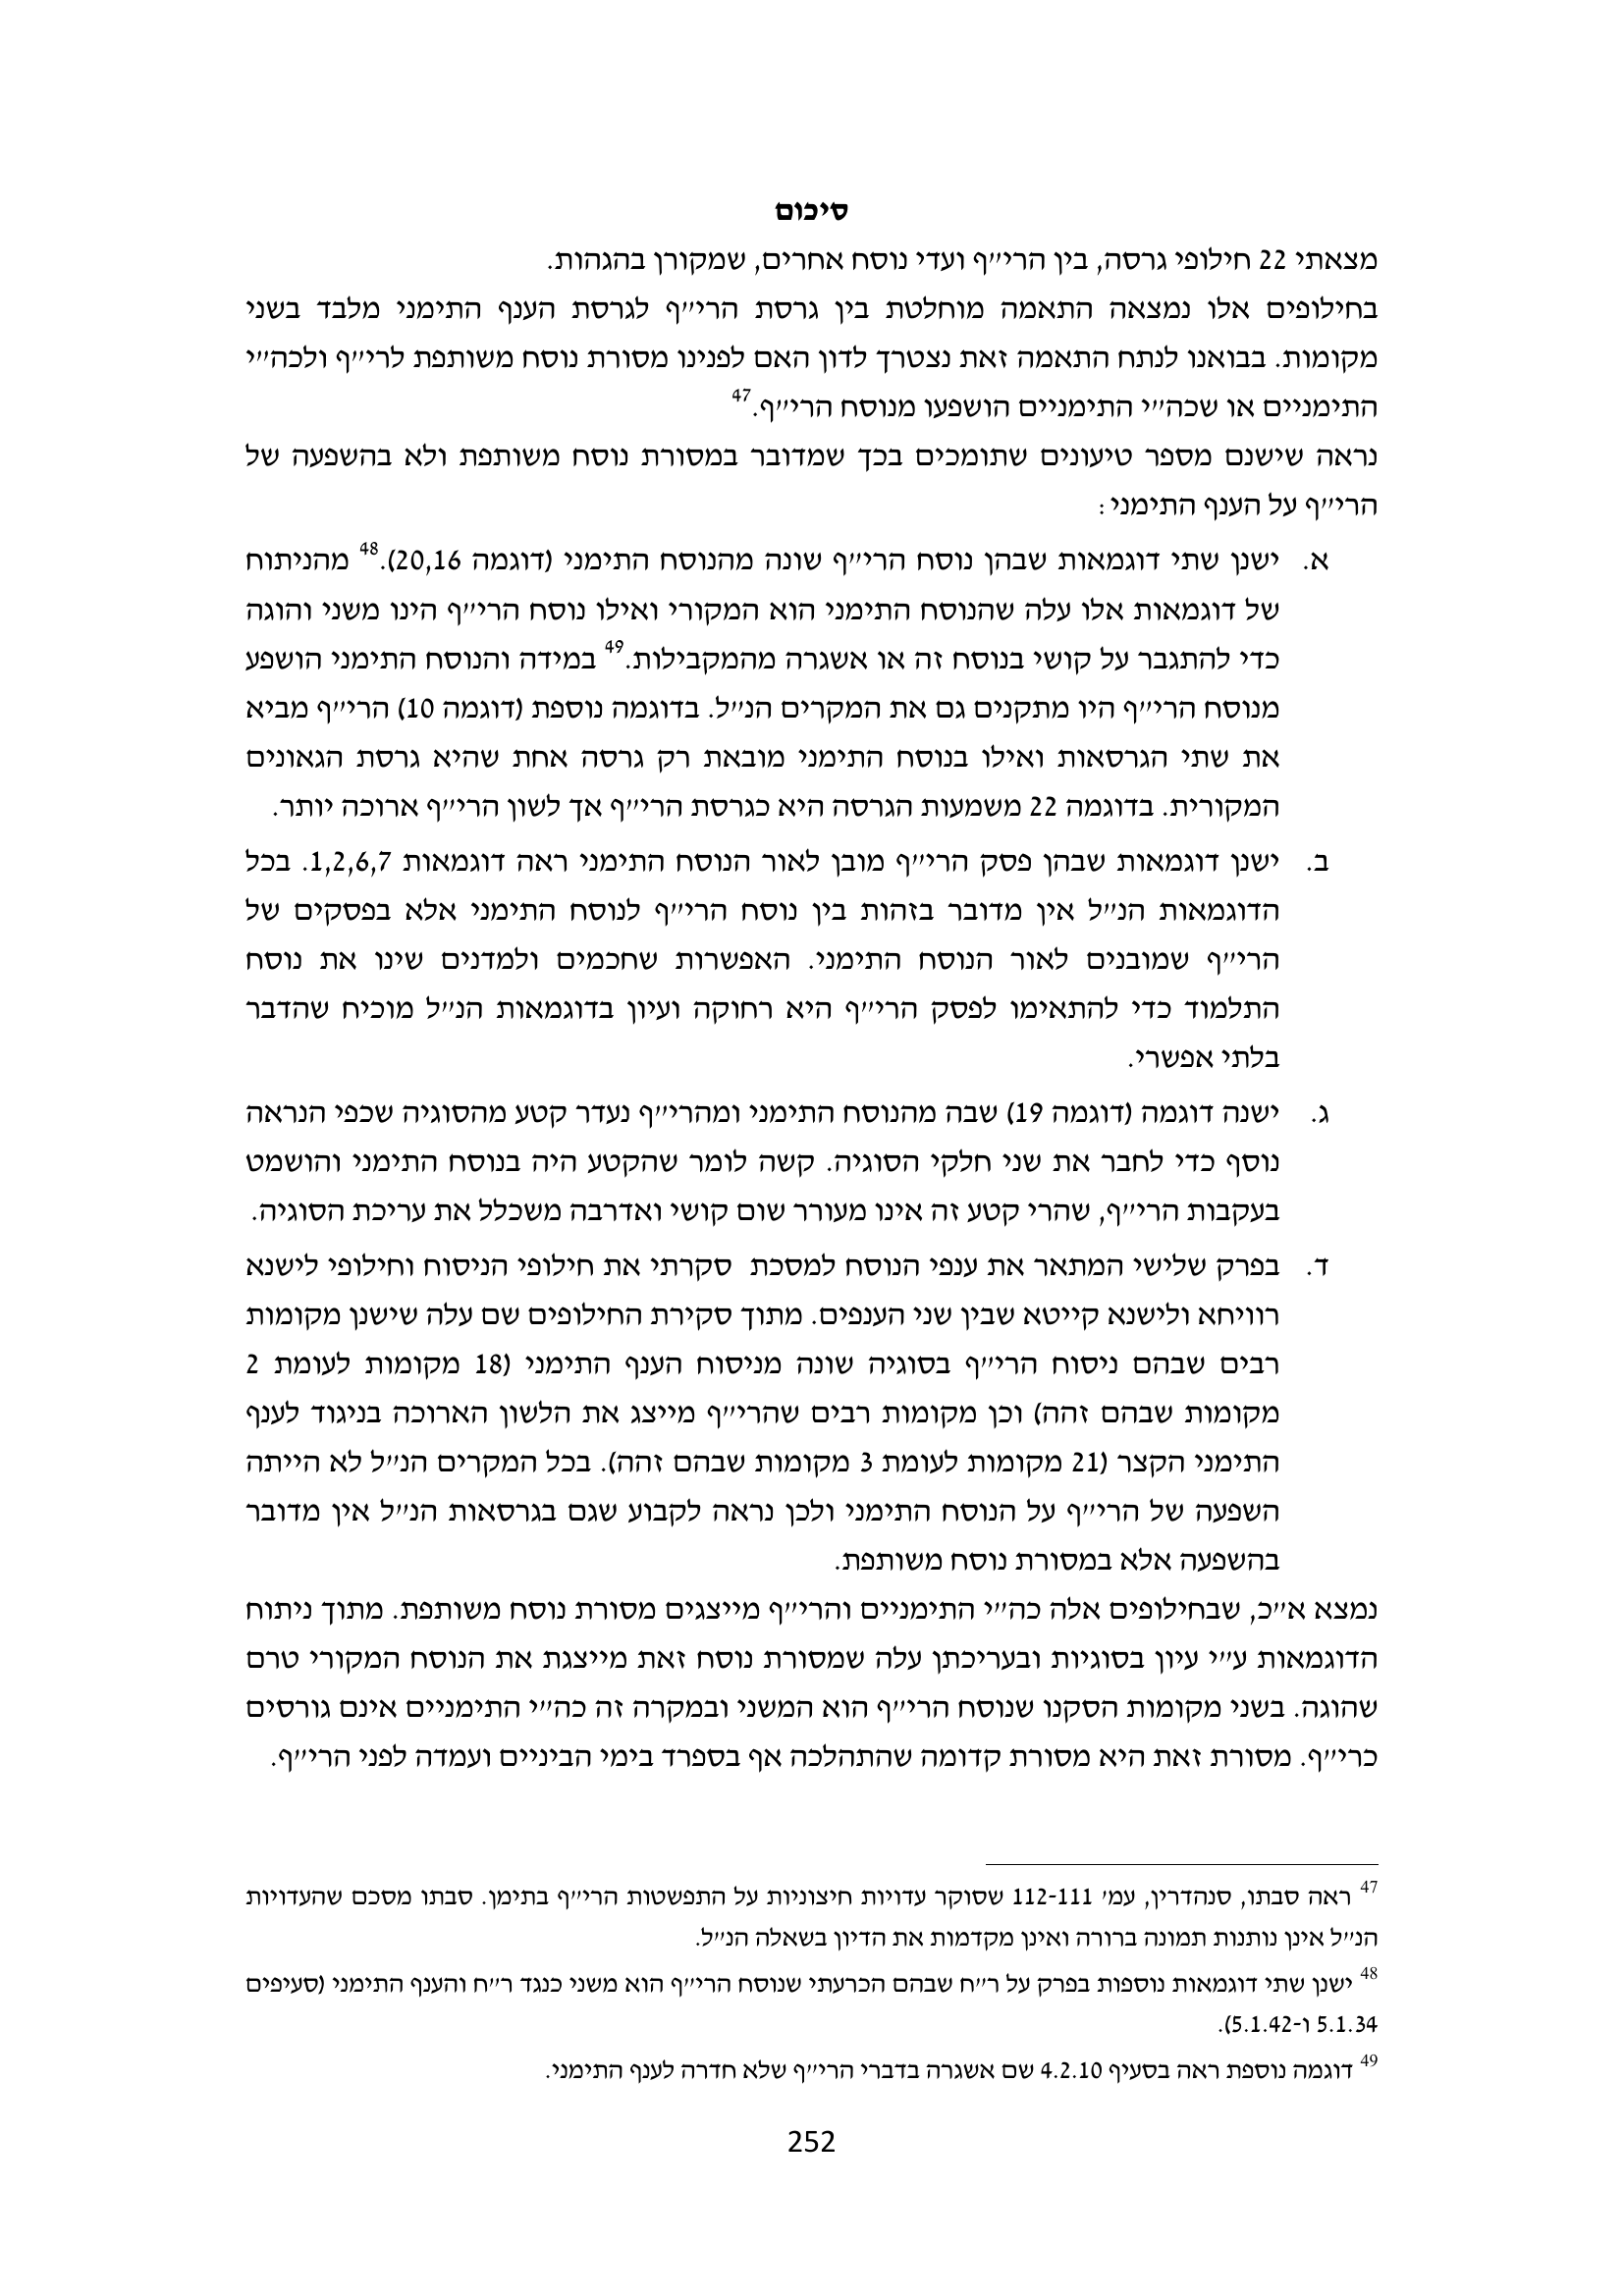 סיכום
מצאתי 22 חילופי גרסה, בין הרי״ף ועדי נוסח אחרים, שמקורן בהגהות.
בחילופים אלו נמצאה התאמה מוחלטת בין גרסת הרי״ף לגרסת הענף התימני מלבד בשני
מקומות. בבואנו לנתח התאמה זאת נצטרך לדון האם לפנינו מסורת נוסח משותפת לרי״ף ולכה״י
התימניים או שכה״י התימניים הושפעו מנוסח הרי״ף.47
נראה שישנם מספר טיעונים שתומכים בכך שמדובר במסורת נוסח משותפת ולא בהשפעה של
הרי״ף על הענף התימני:
א. ישנן שתי דוגמאות שבהן נוסח הרי״ף שונה מהנוסח התימני (דוגמה 20,16).48 מהניתוח
של דוגמאות אלו עלה שהנוסח התימני הוא המקורי ואילו נוסח הרי״ף הינו משני והוגה
כדי להתגבר על קושי בנוסח זה או אשגרה מהמקבילות.49 במידה והנוסח התימני הושפע
מנוסח הרי״ף היו מתקנים גם את המקרים הנ״ל. בדוגמה נוספת (דוגמה 10) הרי״ף מביא
את שתי הגרסאות ואילו בנוסח התימני מובאת רק גרסה אחת שהיא גרסת הגאונים
המקורית. בדוגמה 22 משמעות הגרסה היא כגרסת הרי״ף אך לשון הרי״ף ארוכה יותר.
ב. ישנן דוגמאות שבהן פסק הרי״ף מובן לאור הנוסח התימני ראה דוגמאות 1,2,6,7. בכל
הדוגמאות הנ״ל אין מדובר בזהות בין נוסח הרי״ף לנוסח התימני אלא בפסקים של
הרי״ף שמובנים לאור הנוסח התימני. האפשרות שחכמים ולמדנים שינו את נוסח
התלמוד כדי להתאימו לפסק הרי״ף היא רחוקה ועיון בדוגמאות הנ״ל מוכיח שהדבר
בלתי אפשרי.
ג. ישנה דוגמה (דוגמה 19) שבה מהנוסח התימני ומהרי״ף נעדר קטע מהסוגיה שכפי הנראה
נוסף כדי לחבר את שני חלקי הסוגיה. קשה לומר שהקטע היה בנוסח התימני והושמט
בעקבות הרי״ף, שהרי קטע זה אינו מעורר שום קושי ואדרבה משכלל את עריכת הסוגיה.
ד. בפרק שלישי המתאר את ענפי הנוסח למסכת סקרתי את חילופי הניסוח וחילופי לישנא
רוויחא ולישנא קייטא שבין שני הענפים. מתוך סקירת החילופים שם עלה שישנן מקומות
רבים שבהם ניסוח הרי״ף בסוגיה שונה מניסוח הענף התימני (18 מקומות לעומת 2
מקומות שבהם זהה) וכן מקומות רבים שהרי״ף מייצג את הלשון הארוכה בניגוד לענף
התימני הקצר (21 מקומות לעומת 3 מקומות שבהם זהה). בכל המקרים הנ״ל לא הייתה
השפעה של הרי״ף על הנוסח התימני ולכן נראה לקבוע שגם בגרסאות הנ״ל אין מדובר
בהשפעה אלא במסורת נוסח משותפת.
נמצא א״כ, שבחילופים אלה כה״י התימניים והרי״ף מייצגים מסורת נוסח משותפת. מתוך ניתוח
הדוגמאות ע״י עיון בסוגיות ובעריכתן עלה שמסורת נוסח זאת מייצגת את הנוסח המקורי טרם
שהוגה. בשני מקומות הסקנו שנוסח הרי״ף הוא המשני ובמקרה זה כה״י התימניים אינם גורסים
כרי״ף. מסורת זאת היא מסורת קדומה שהתהלכה אף בספרד בימי הביניים ועמדה לפני הרי״ף.
47 ראה סבתו, סנהדרין, עמ׳ 112-111 שסוקר עדויות חיצוניות על התפשטות הרי״ף בתימן. סבתו מסכם שהעדויות
הנ״ל אינן נותנות תמונה ברורה ואינן מקדמות את הדיון בשאלה הנ״ל.
48 ישנן שתי דוגמאות נוספות בפרק על ר״ח שבהם הכרעתי שנוסח הרי״ף הוא משני כנגד ר״ח והענף התימני (סעיפים
5.1.34 ו-5.1.42).
49 דוגמה נוספת ראה בסעיף 4.2.10 שם אשגרה בדברי הרי״ף שלא חדרה לענף התימני.
252